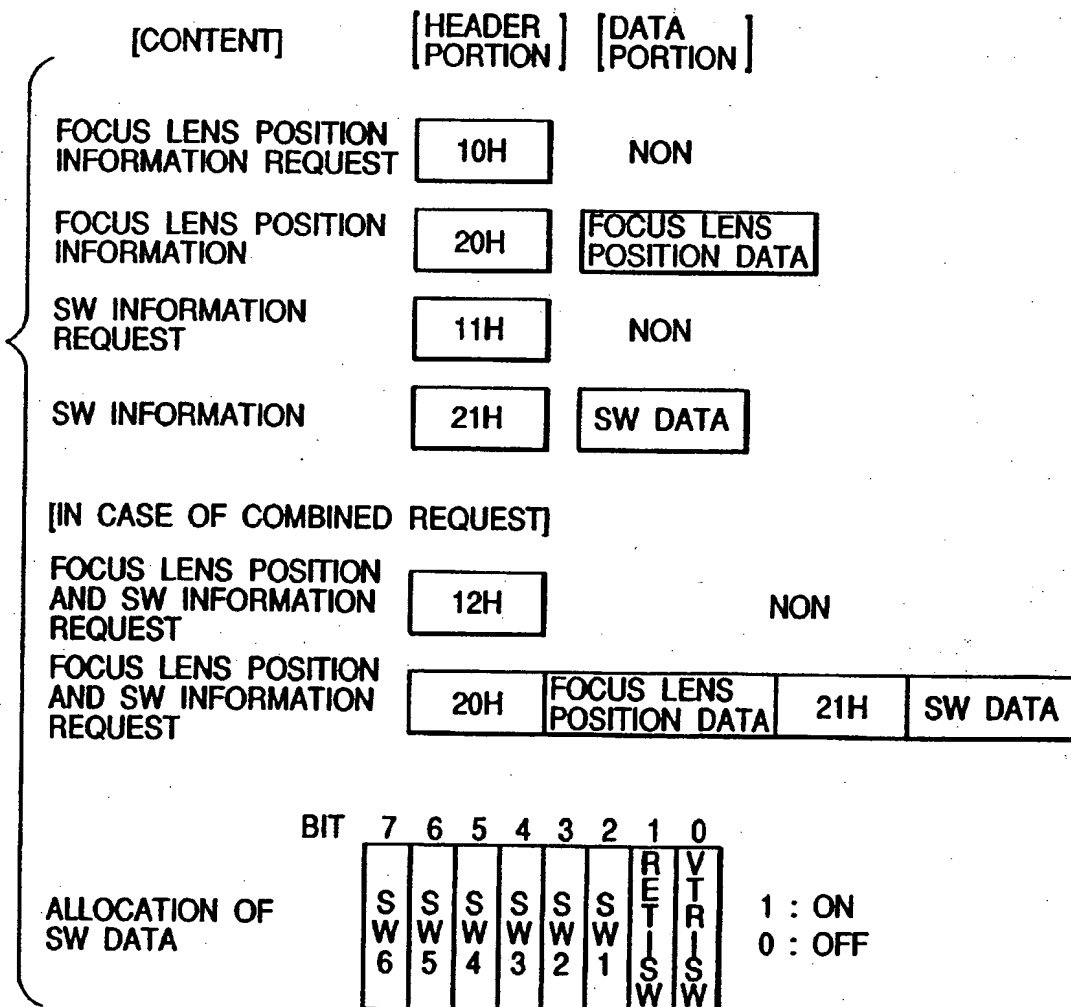 [CONTENT] [HEADER PORTION] [DATA PORTION]
FOCUS LENS POSITION
INFORMATION REQUEST
10H
NON
FOCUS LENS POSITION
INFORMATION
20H
FOCUS LENS
POSITION DATA
SW INFORMATION
REQUEST
11H
NON
SW INFORMATION
21H
SW DATA
[IN CASE OF COMBINED REQUEST]
FOCUS LENS POSITION
AND SW INFORMATION
REQUEST
12H
NON
FOCUS LENS POSITION
AND SW INFORMATION
REQUEST
20H
FOCUS LENS
POSITION DATA
21H
SW DATA
BIT 7 6 5 4 3 2 1 0
ALLOCATION OF
SW DATA
SW6
SW5
SW4
SW3
SW2
SW1
RETISW
VTRISW
1 : ON
0 : OFF